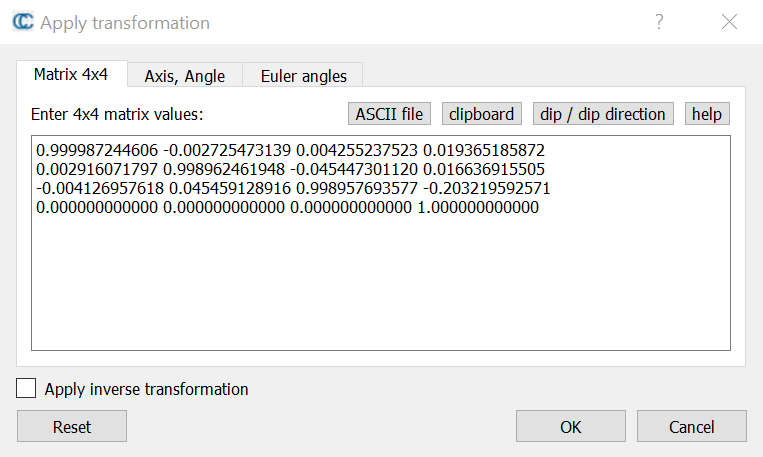 Apply transformation
Matrix 4x4 Axis, Angle Euler angles
Enter 4x4 matrix values: ASCII file clipboard dip / dip direction help
0.999987244606 -0.002725473139 0.004255237523 0.019365185872
0.002916071797 0.998962461948 -0.045447301120 0.016636915505
-0.004126957618 0.045459128916 0.998957693577 -0.203219592571
0.000000000000 0.000000000000 0.000000000000 1.000000000000
Apply inverse transformation
Reset OK Cancel